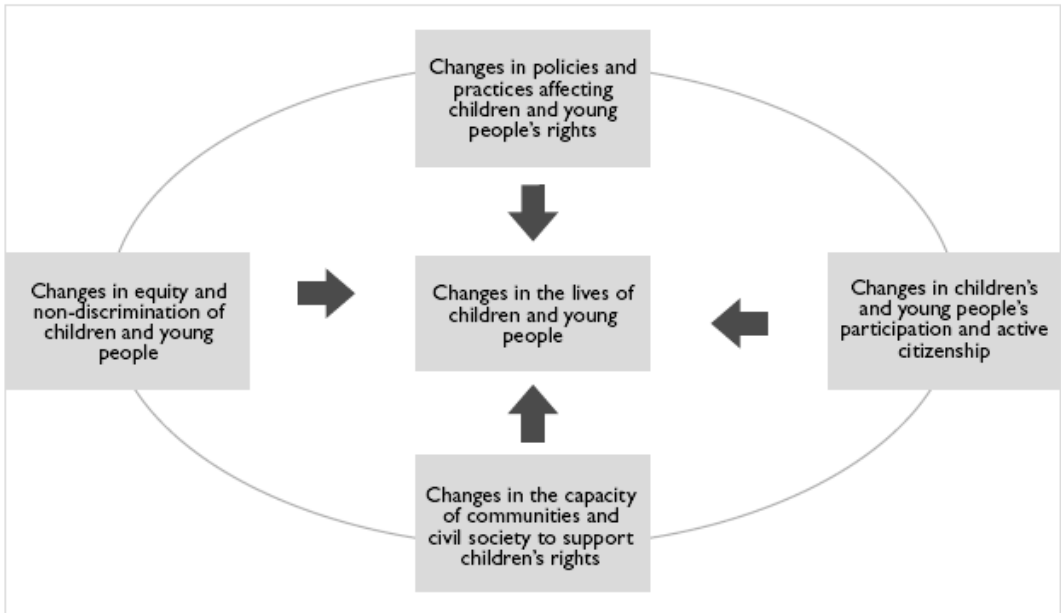 Changes in policies and
practices affecting
children and young
people's rights
Changes in equity and
non-discrimination of
children and young
people
Changes in the lives of
children and young
people
Changes in children's
and young people's
participation and active
citizenship
Changes in the capacity
of communities and
civil society to support
children's rights